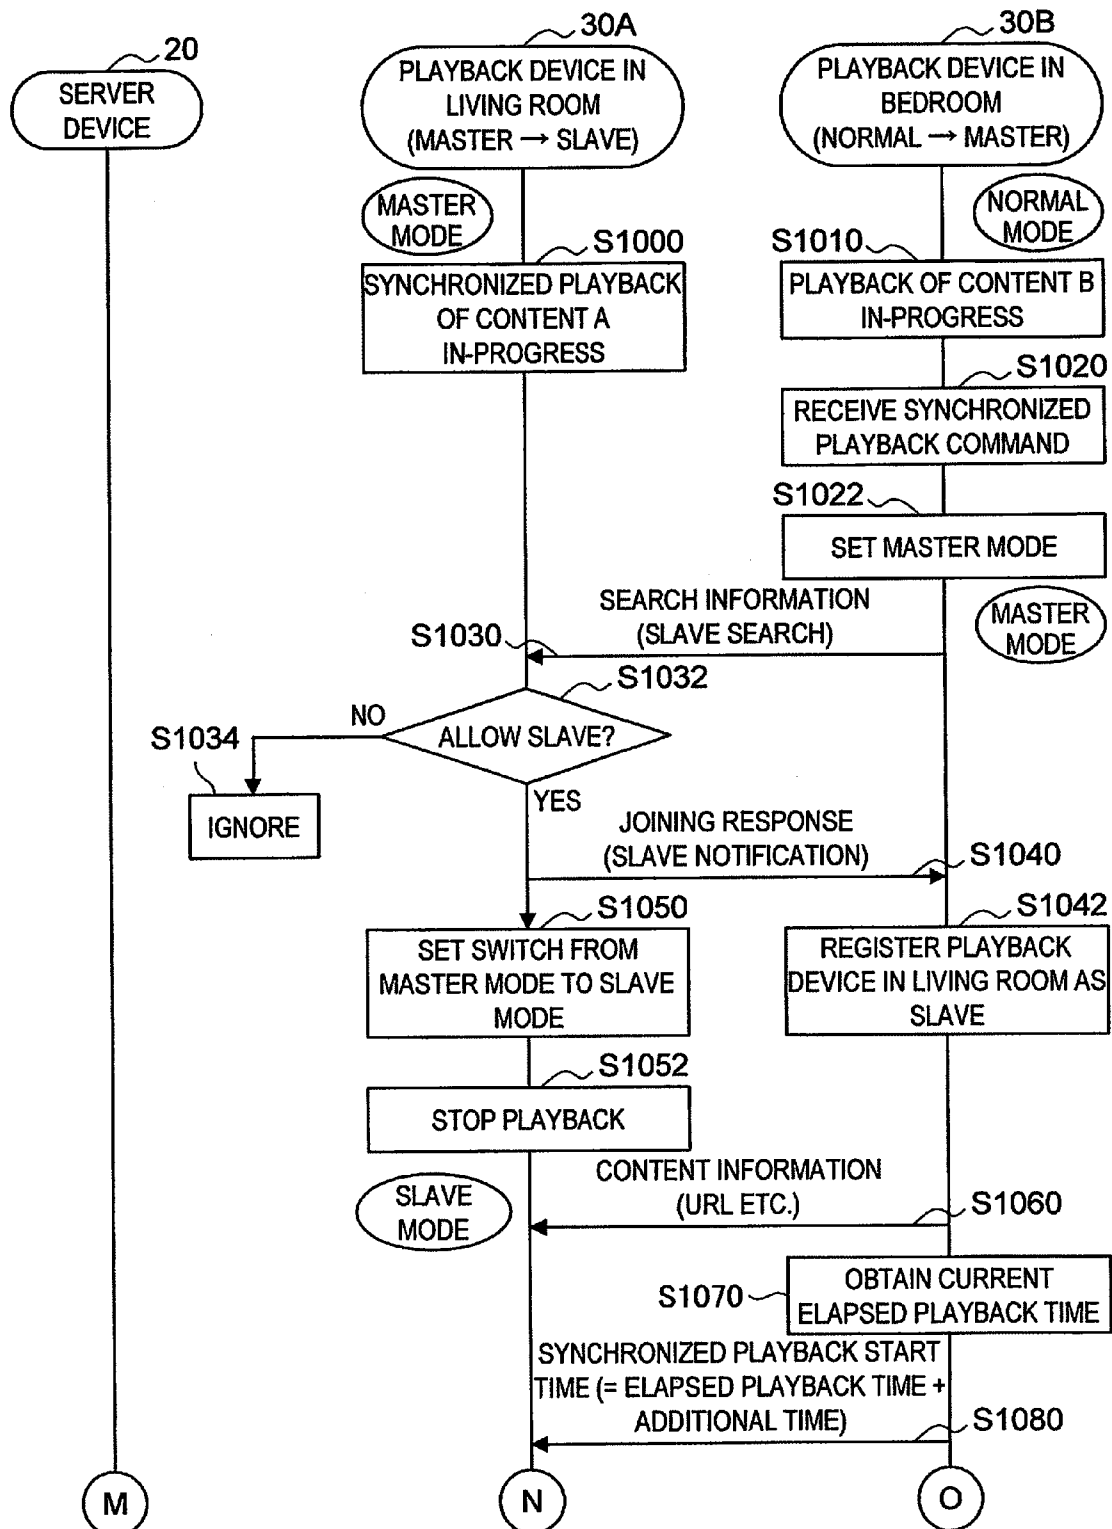 20
SERVER
DEVICE
30A
PLAYBACK DEVICE IN
LIVING ROOM
(MASTER → SLAVE)
30B
PLAYBACK DEVICE IN
BEDROOM
(NORMAL → MASTER)
MASTER
MODE
NORMAL
MODE
S1000
SYNCHRONIZED PLAYBACK
OF CONTENT A
IN-PROGRESS
S1010
PLAYBACK OF CONTENT B
IN-PROGRESS
S1020
RECEIVE SYNCHRONIZED
PLAYBACK COMMAND
S1022
SET MASTER MODE
MASTER
MODE
SEARCH INFORMATION
(SLAVE SEARCH)
S1030
S1032
ALLOW SLAVE?
NO
S1034
IGNORE
YES
JOINING RESPONSE
(SLAVE NOTIFICATION)
S1040
S1050
SET SWITCH FROM
MASTER MODE TO SLAVE
MODE
S1042
REGISTER PLAYBACK
DEVICE IN LIVING ROOM AS
SLAVE
S1052
STOP PLAYBACK
SLAVE
MODE
CONTENT INFORMATION
(URL ETC.)
S1060
S1070
OBTAIN CURRENT
ELAPSED PLAYBACK TIME
SYNCHRONIZED PLAYBACK START
TIME (= ELAPSED PLAYBACK TIME +
ADDITIONAL TIME)
S1080
M
N
O